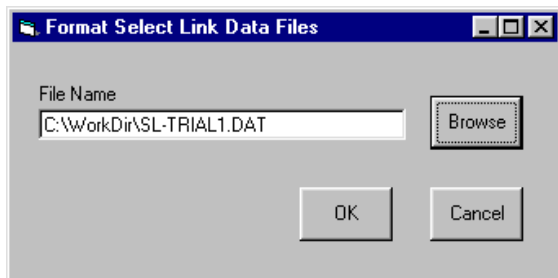 Format Select Link Data Files
File Name
C:\WorkDir\SL-TRIAL1.DAT
Browse
OK
Cancel